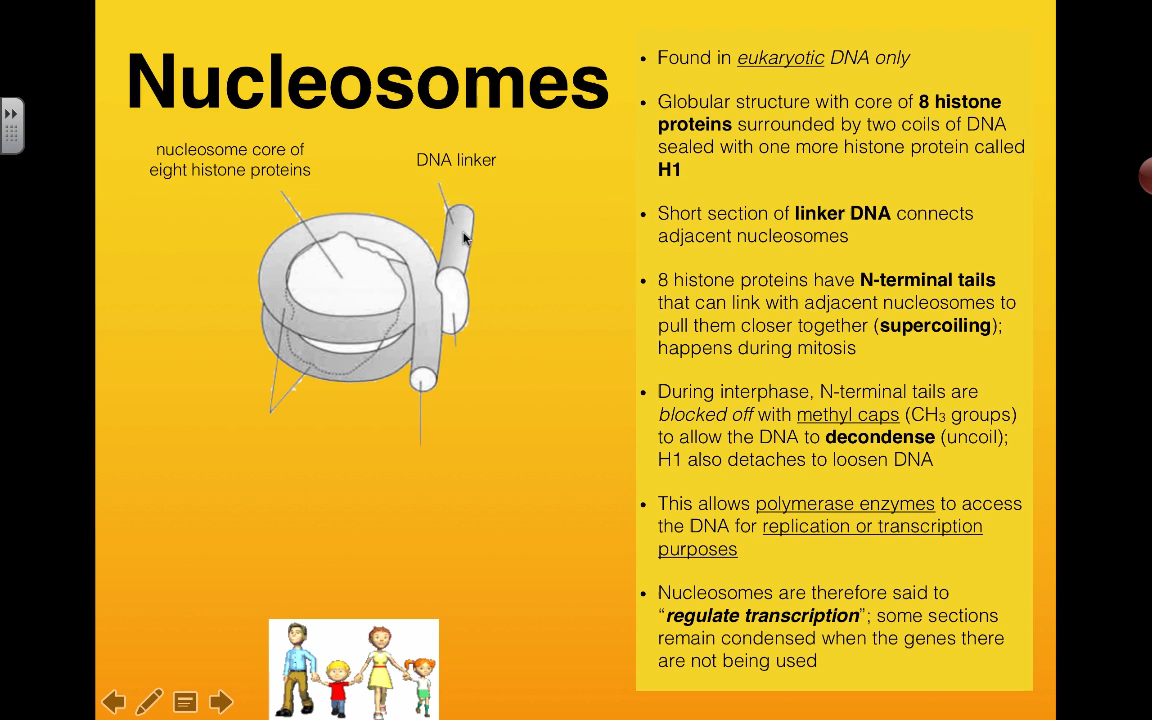 Nucleosomes
nucleosome core of
eight histone proteins
DNA linker
• Found in eukaryotic DNA only
• Globular structure with core of 8 histone
proteins surrounded by two coils of DNA
sealed with one more histone protein called
H1
• Short section of linker DNA connects
adjacent nucleosomes
• 8 histone proteins have N-terminal tails
that can link with adjacent nucleosomes to
pull them closer together (supercoiling);
happens during mitosis
• During interphase, N-terminal tails are
blocked off with methyl caps (CH₃ groups)
to allow the DNA to decondense (uncoil);
H1 also detaches to loosen DNA
• This allows polymerase enzymes to access
the DNA for replication or transcription
purposes
• Nucleosomes are therefore said to
“regulate transcription”; some sections
remain condensed when the genes there
are not being used